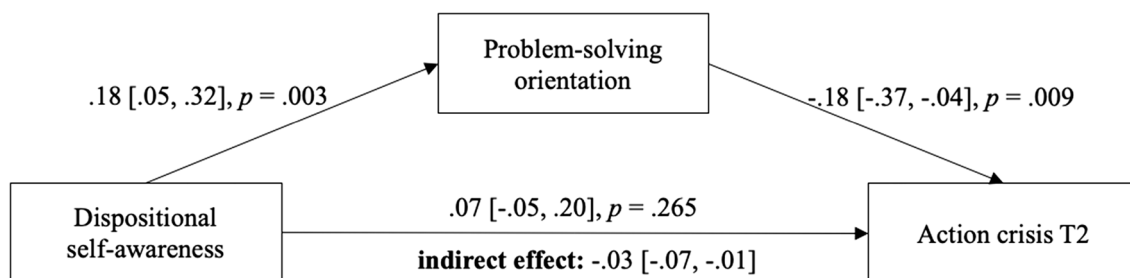 Problem-solving
orientation
.18 [.05, .32], p = .003
-.18 [-.37, -.04], p = .009
Dispositional
self-awareness
.07 [-.05, .20], p = .265
indirect effect: -.03 [-.07, -.01]
Action crisis T2